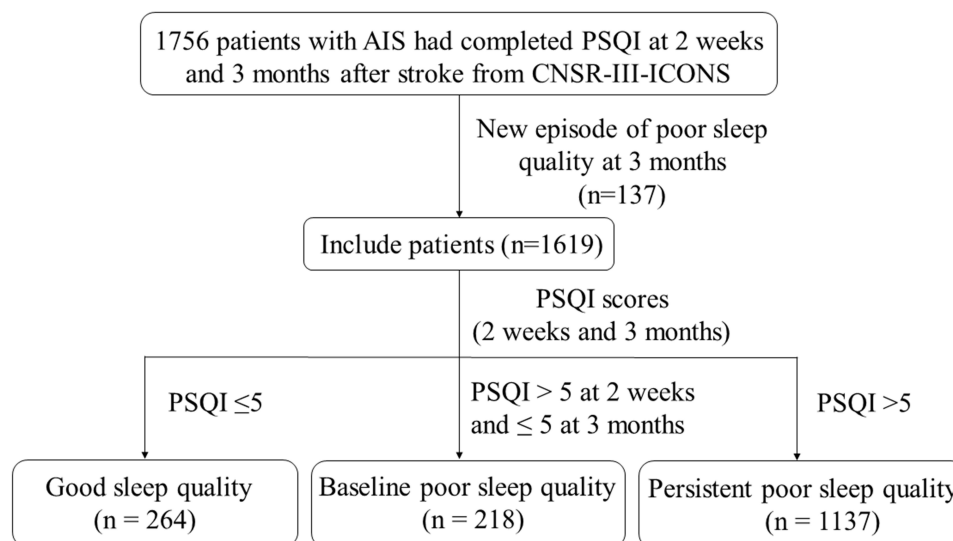 1756 patients with AIS had completed PSQI at 2 weeks
and 3 months after stroke from CNSR-III-ICONS
New episode of poor sleep
quality at 3 months
(n=137)
Include patients (n=1619)
PSQI scores
(2 weeks and 3 months)
PSQI ≤5
PSQI > 5 at 2 weeks
and ≤ 5 at 3 months
PSQI >5
Good sleep quality
(n = 264)
Baseline poor sleep quality
(n = 218)
Persistent poor sleep quality
(n = 1137)